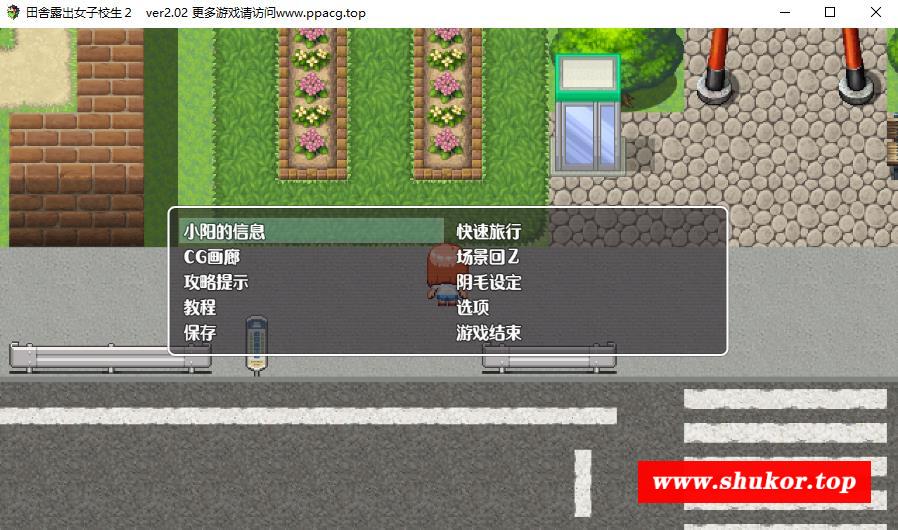 田舎露出女子校生２ ver2.02 更多游戏请访问www.ppacg.top
小阳的信息
快速旅行
CG画廊
场景回乙
攻略提示
阴毛设定
教程
选项
保存
游戏结束
www.shukor.top